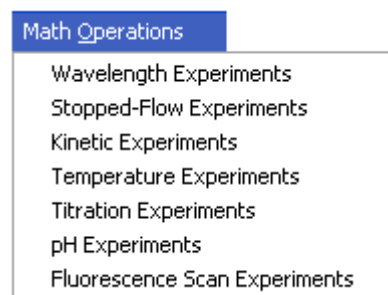 Math Operations
Wavelength Experiments
Stopped-Flow Experiments
Kinetic Experiments
Temperature Experiments
Titration Experiments
pH Experiments
Fluorescence Scan Experiments